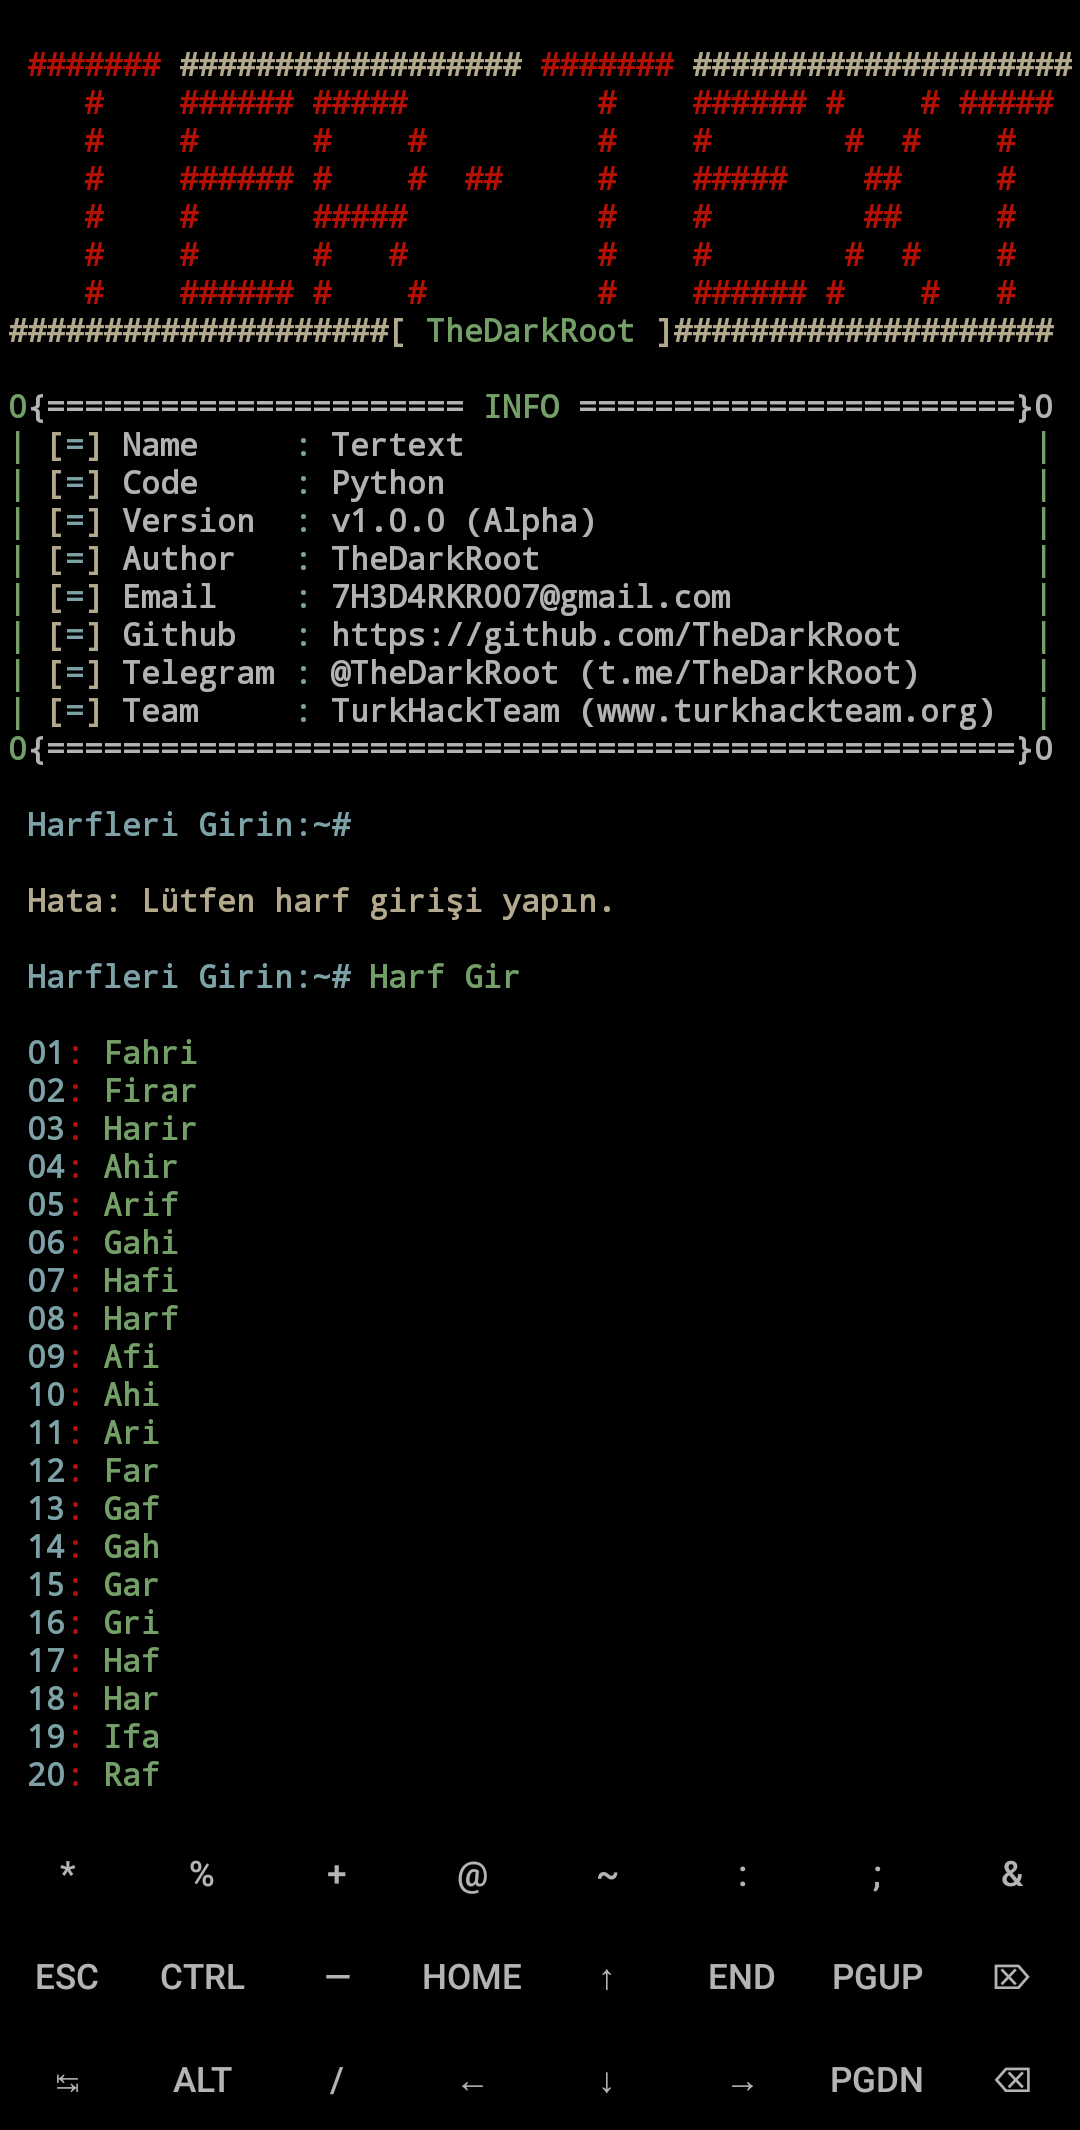 ####### ################## ####### ####################
   #    ###### #####          #    ###### #    # #####
   #    #      #    #         #    #       #  #    #
   #    ###### #    #  ##     #    #####    ##     #
   #    #      #####          #    #        ##     #
   #    #      #   #          #    #       #  #    #
   #    ###### #    #         #    ###### #    #   #
####################[ TheDarkRoot ]####################
O{====================== INFO =======================}O
| [=] Name     : Tertext |
| [=] Code     : Python |
| [=] Version  : v1.0.0 (Alpha) |
| [=] Author   : TheDarkRoot |
| [=] Email    : 7H3D4RKR007@gmail.com |
| [=] Github   : https://github.com/TheDarkRoot |
| [=] Telegram : @TheDarkRoot (t.me/TheDarkRoot) |
| [=] Team     : TurkHackTeam (www.turkhackteam.org) |
O{===================================================}O
Harfleri Girin:~#
Hata: Lütfen harf girişi yapın.
Harfleri Girin:~# Harf Gir
01: Fahri
02: Firar
03: Harir
04: Ahir
05: Arif
06: Gahi
07: Hafi
08: Harf
09: Afi
10: Ahi
11: Ari
12: Far
13: Gaf
14: Gah
15: Gar
16: Gri
17: Haf
18: Har
19: Ifa
20: Raf
* % + @ ~ : ; &
ESC CTRL — HOME ↑ END PGUP ⌦
↹ ALT / ← ↓ → PGDN ⌫